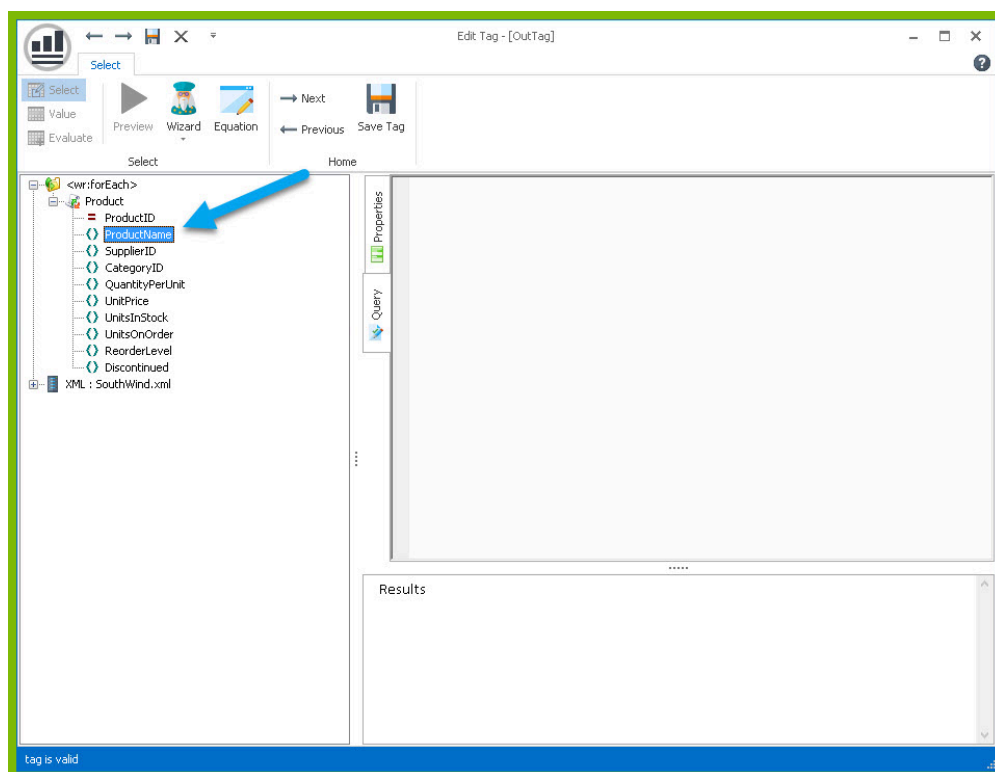 Edit Tag - [OutTag]
Select
Select
Value
Evaluate
Preview
Wizard
Equation
Next
Previous
Save Tag
Select
Home
<wr:forEach>
Product
ProductID
ProductName
SupplierID
CategoryID
QuantityPerUnit
UnitPrice
UnitsInStock
UnitsOnOrder
ReorderLevel
Discontinued
XML : SouthWind.xml
Properties
Query
Results
tag is valid